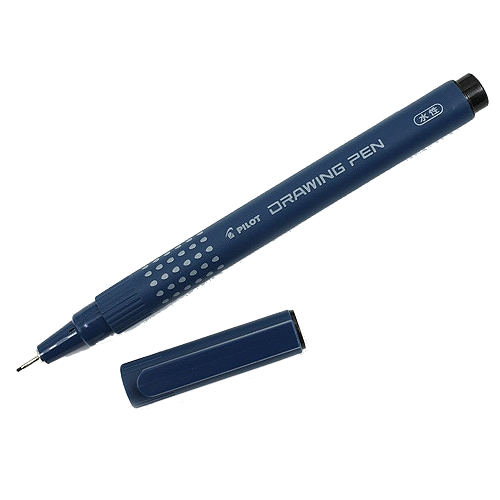 PILOT DRAWING PEN 水性